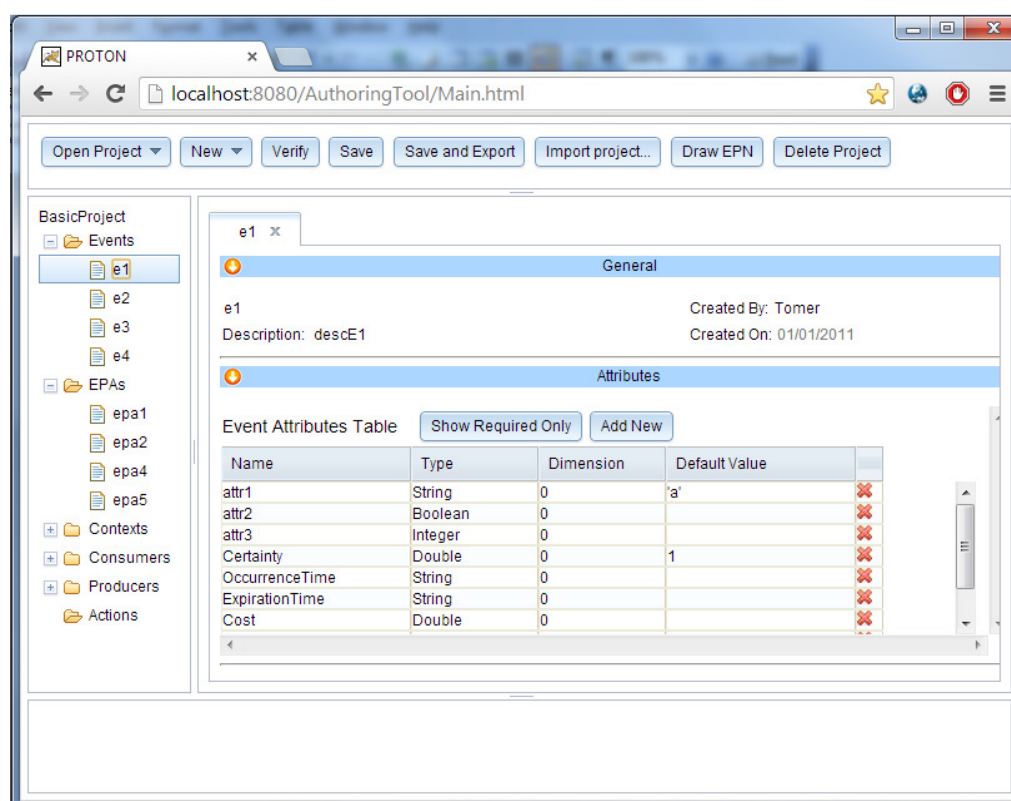 PROTON
localhost:8080/AuthoringTool/Main.html
Open Project New Verify Save Save and Export Import project... Draw EPN Delete Project
BasicProject
Events
e1
e2
e3
e4
EPAs
epa1
epa2
epa4
epa5
Contexts
Consumers
Producers
Actions
e1
General
e1 Created By: Tomer
Description: descE1 Created On: 01/01/2011
Attributes
Event Attributes Table Show Required Only Add New
Name Type Dimension Default Value
attr1 String 0 'a'
attr2 Boolean 0
attr3 Integer 0
Certainty Double 0 1
OccurrenceTime String 0
ExpirationTime String 0
Cost Double 0